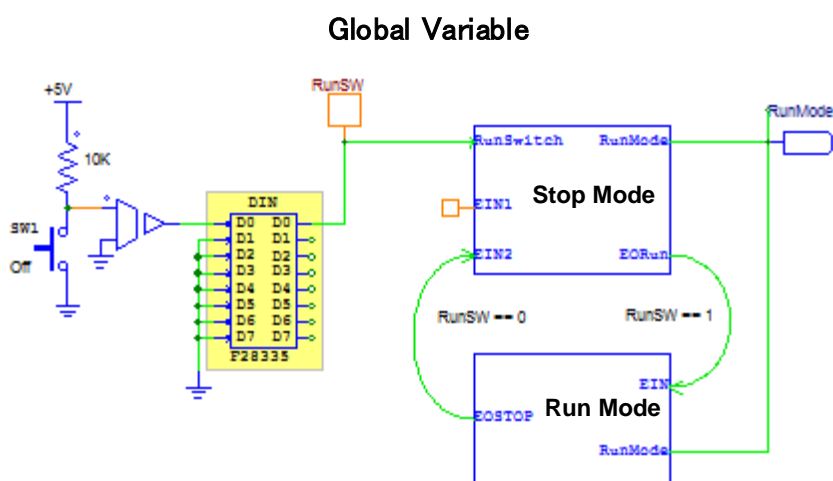 Global Variable
+5V
RunSW
RunMode
10K
SW1
Off
DIN
D0 D0
D1 D1
D2 D2
D3 D3
D4 D4
D5 D5
D6 D6
D7 D7
F28335
RunSwitch RunMode
Stop Mode
EIN1
EIN2 EORun
RunSW == 0
RunSW == 1
EIN
Run Mode
EOSTOP
RunMode